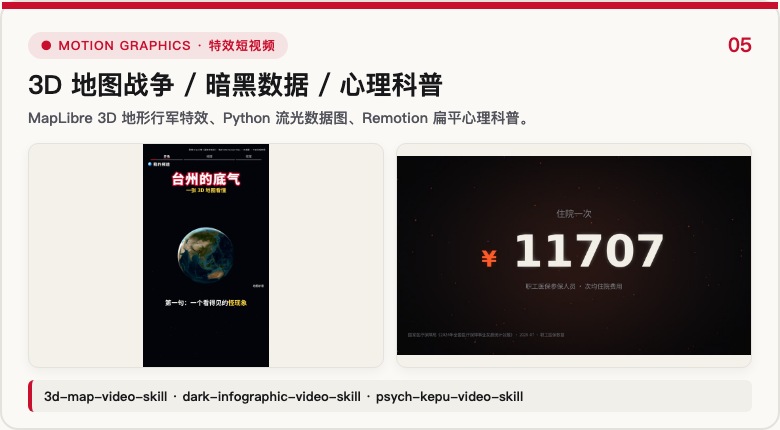 MOTION GRAPHICS · 特效短视频
05
3D 地图战争 / 暗黑数据 / 心理科普
MapLibre 3D 地形行军特效、Python 流光数据图、Remotion 扁平心理科普。
台州的底气
一张 3D 地图看懂
第一句：一个看得见的怪现象
住院一次
¥ 11707
职工医保参保人员 · 次均住院费用
3d-map-video-skill · dark-infographic-video-skill · psych-kepu-video-skill